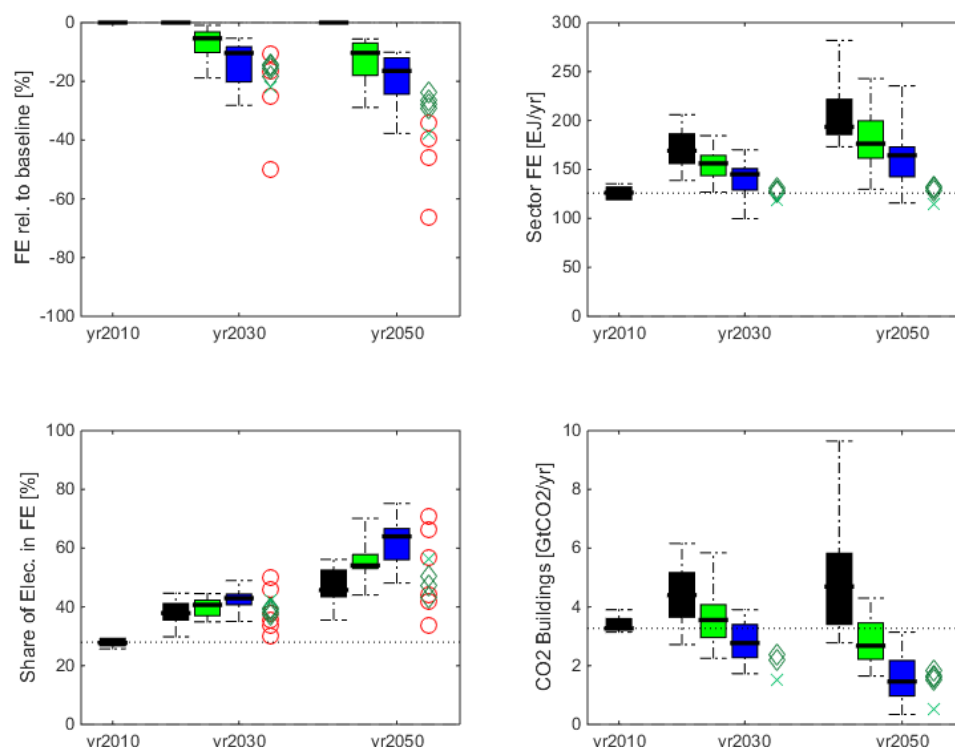 FE rel. to baseline [%]
0
-20
-40
-60
-80
-100
yr2010
yr2030
yr2050
Sector FE [EJ/yr]
300
250
200
150
100
50
0
yr2010
yr2030
yr2050
Share of Elec. in FE [%]
100
80
60
40
20
0
yr2010
yr2030
yr2050
CO2 Buildings [GtCO2/yr]
10
8
6
4
2
0
yr2010
yr2030
yr2050